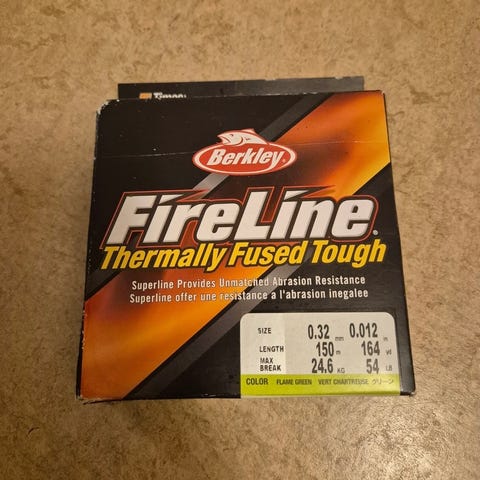 Berkley
FireLine®
Thermally Fused Tough
Superline Provides Unmatched Abrasion Resistance
Superline offer une resistance a l'abrasion inegalee
SIZE 0.32 mm 0.012 in
LENGTH 150 m 164 yd
MAX BREAK 24,6 KG 54 LB
COLOR FLAME GREEN VERT CHARTREUSE グリーン